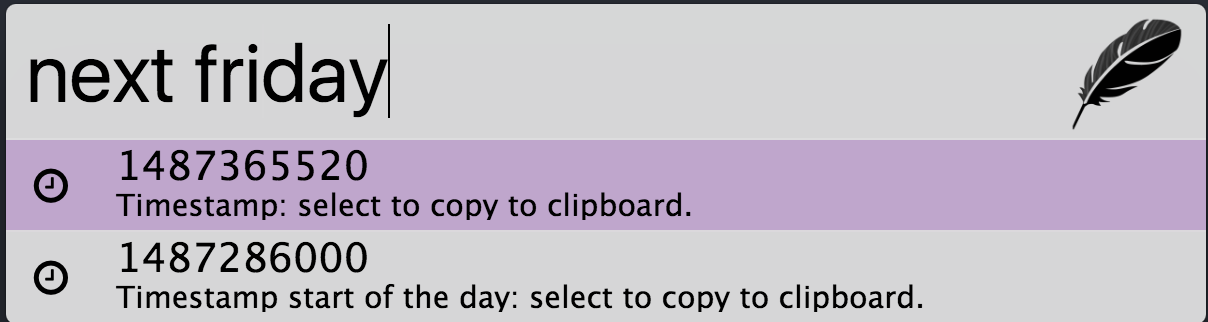 next friday
1487365520
Timestamp: select to copy to clipboard.
1487286000
Timestamp start of the day: select to copy to clipboard.